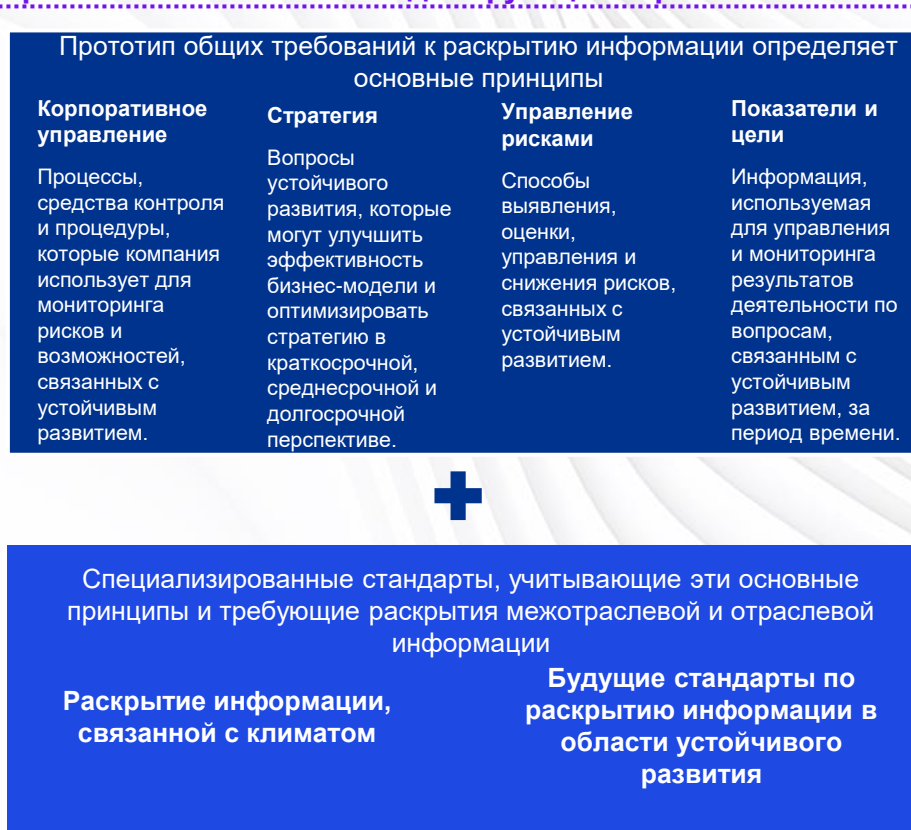 Прототип общих требований к раскрытию информации определяет
основные принципы
Корпоративное
управление
Процессы,
средства контроля
и процедуры,
которые компания
использует для
мониторинга
рисков и
возможностей,
связанных с
устойчивым
развитием.
Стратегия
Вопросы
устойчивого
развития, которые
могут улучшить
эффективность
бизнес-модели и
оптимизировать
стратегию в
краткосрочной,
среднесрочной и
долгосрочной
перспективе.
Управление
рисками
Способы
выявления,
оценки,
управления и
снижения рисков,
связанных с
устойчивым
развитием.
Показатели и
цели
Информация,
используемая
для управления
и мониторинга
результатов
деятельности по
вопросам,
связанным с
устойчивым
развитием, за
период времени.
Специализированные стандарты, учитывающие эти основные
принципы и требующие раскрытия межотраслевой и отраслевой
информации
Раскрытие информации,
связанной с климатом
Будущие стандарты по
раскрытию информации в
области устойчивого
развития